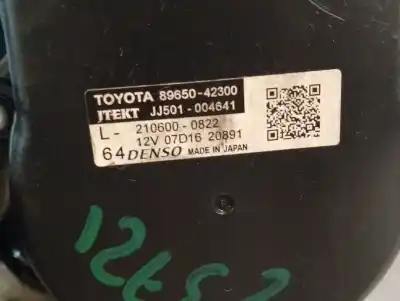 TOYOTA 89650-42300
JTEKT JJ501-004641
L- 210600-0822
12V 07D16 20891
64 DENSO MADE IN JAPAN